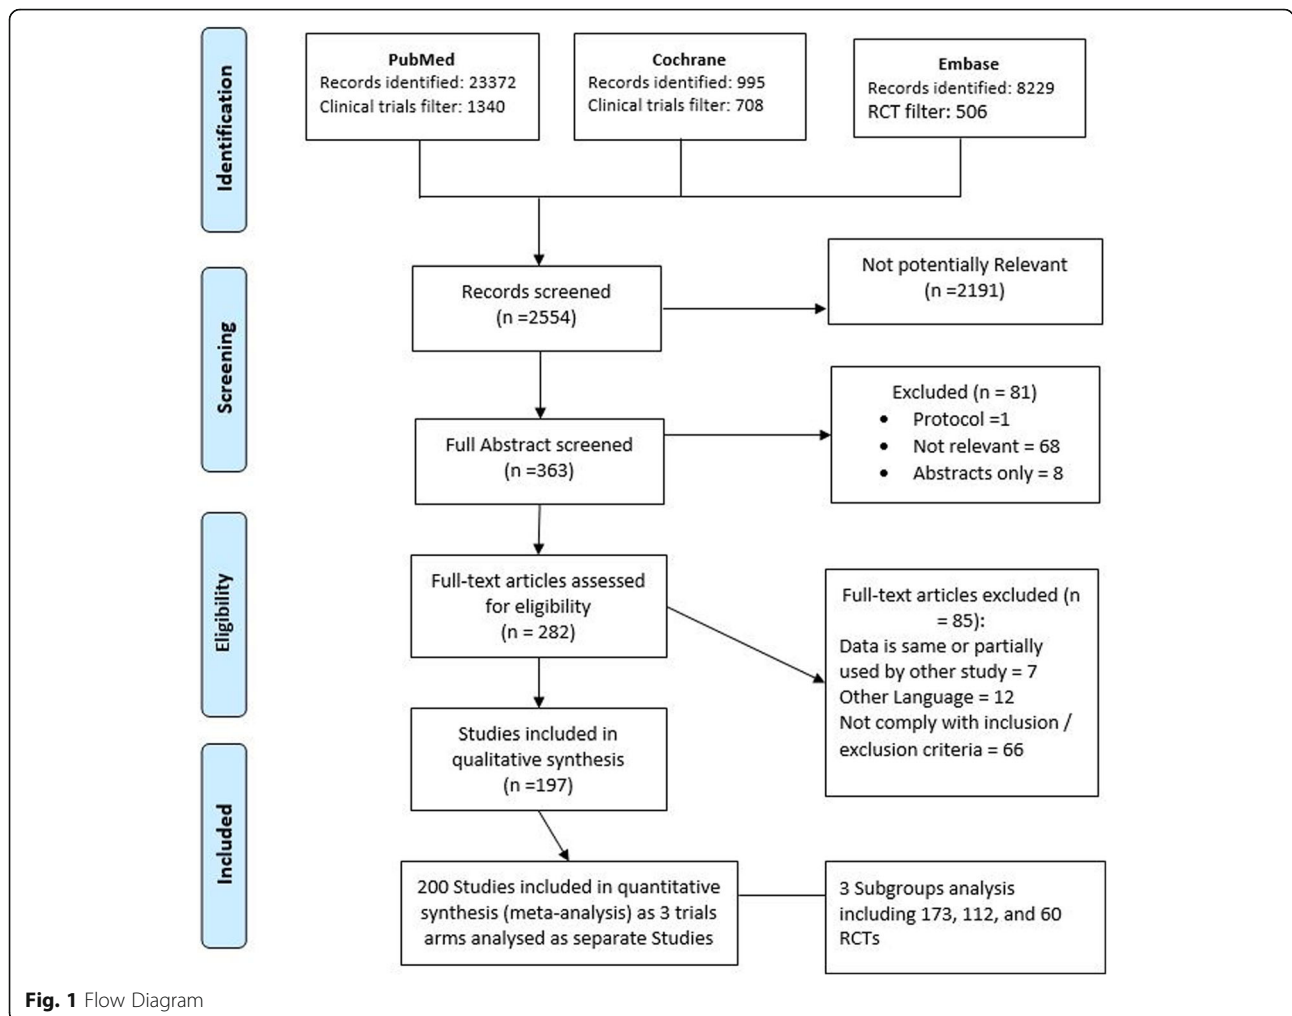 Identification
PubMed
Records identified: 23372
Clinical trials filter: 1340
Cochrane
Records identified: 995
Clinical trials filter: 708
Embase
Records identified: 8229
RCT filter: 506
Screening
Records screened
(n =2554)
Not potentially Relevant
(n =2191)
Full Abstract screened
(n =363)
Excluded (n = 81)
• Protocol =1
• Not relevant = 68
• Abstracts only = 8
Eligibility
Full-text articles assessed
for eligibility
(n = 282)
Full-text articles excluded (n
= 85):
Data is same or partially
used by other study = 7
Other Language = 12
Not comply with inclusion /
exclusion criteria = 66
Studies included in
qualitative synthesis
(n =197)
Included
200 Studies included in quantitative
synthesis (meta-analysis) as 3 trials
arms analysed as separate Studies
3 Subgroups analysis
including 173, 112, and 60
RCTs
Fig. 1 Flow Diagram